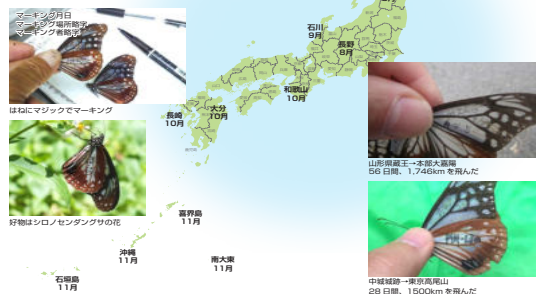 マーキング月日
マーキング場所略字
マーキング者略字
はねにマジックでマーキング
好物はシロノセンダングサの花
石川
9月
長野
8月
和歌山
10月
大分
10月
長崎
10月
喜界島
11月
沖縄
11月
南大東
11月
石垣島
11月
山形県蔵王→本部大嘉陽
56日間、1,746kmを飛んだ
中城城跡→東京高尾山
28日間、1500kmを飛んだ